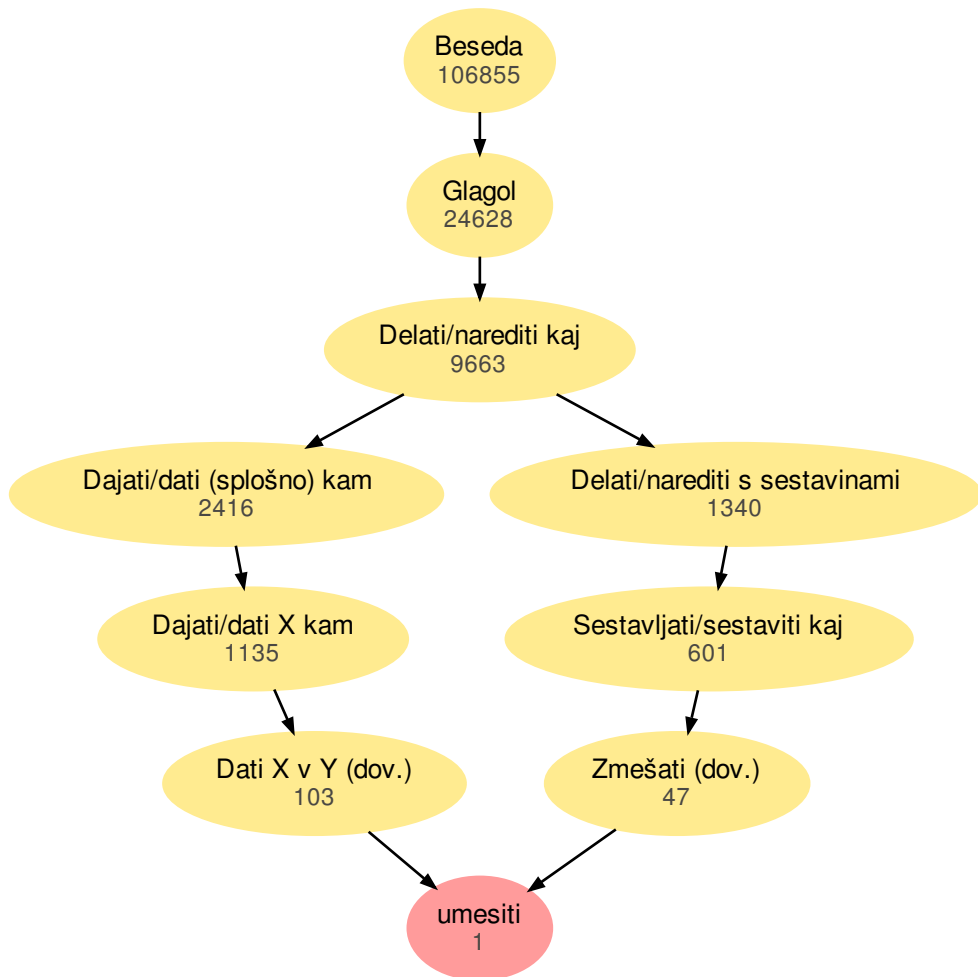 Beseda
106855
Glagol
24628
Delati/narediti kaj
9663
Dajati/dati (splošno) kam
2416
Delati/narediti s sestavinami
1340
Dajati/dati X kam
1135
Sestavljati/sestaviti kaj
601
Dati X v Y (dov.)
103
Zmešati (dov.)
47
umesiti
1